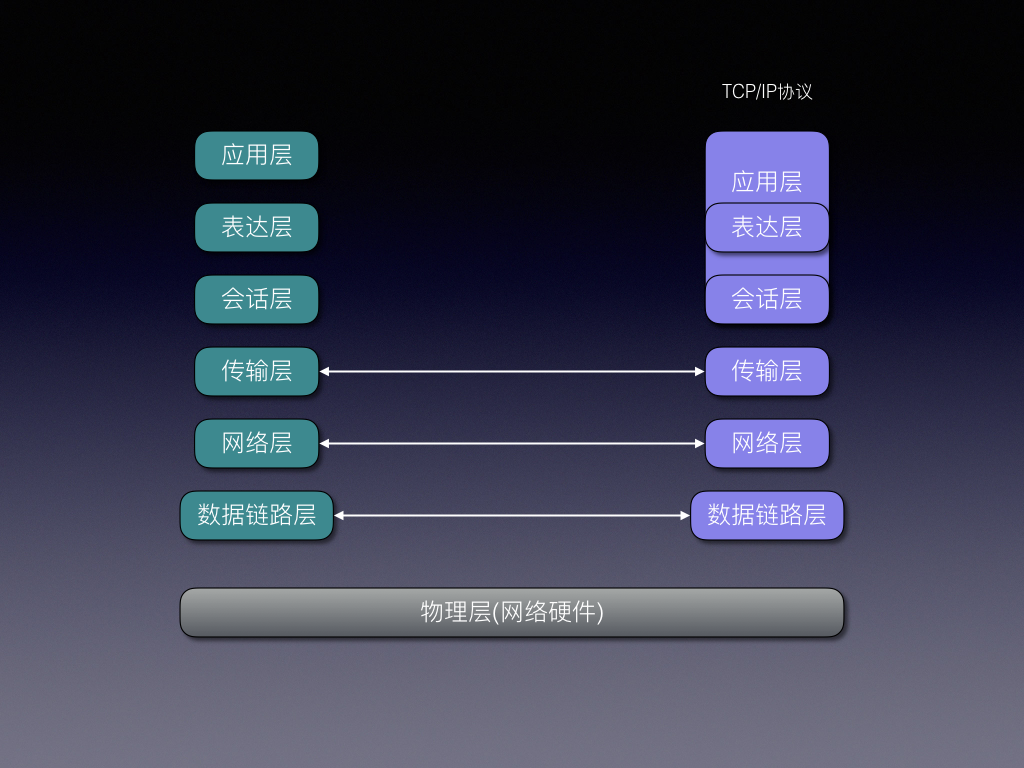 TCP/IP协议
应用层
应用层
表达层
表达层
会话层
会话层
传输层
传输层
网络层
网络层
数据链路层
数据链路层
物理层(网络硬件)